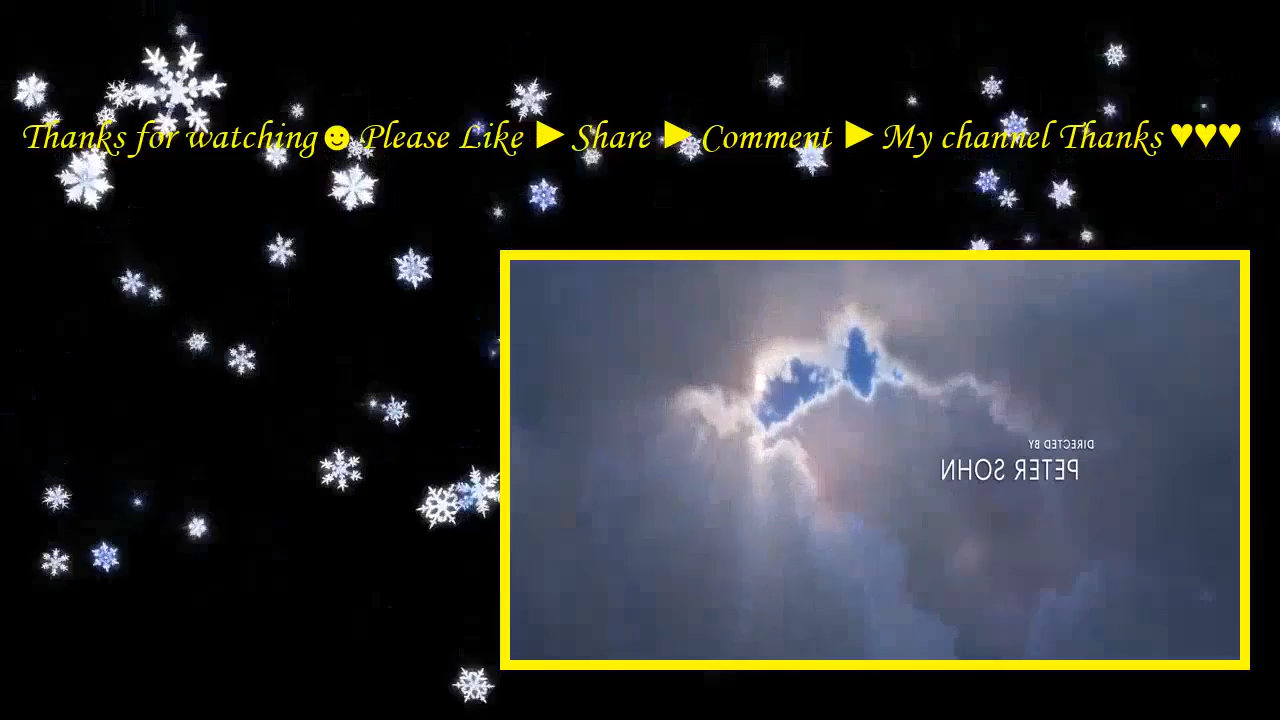 Thanks for watching☻Please Like ►Share ►Comment ►My channel Thanks ♥♥♥
DIRECTED BY
PETER SOHN